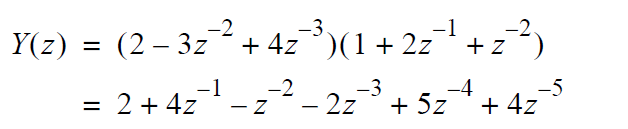 Y(z) = (2 – 3z⁻² + 4z⁻³)(1 + 2z⁻¹ + z⁻²)
= 2 + 4z⁻¹ – z⁻² – 2z⁻³ + 5z⁻⁴ + 4z⁻⁵